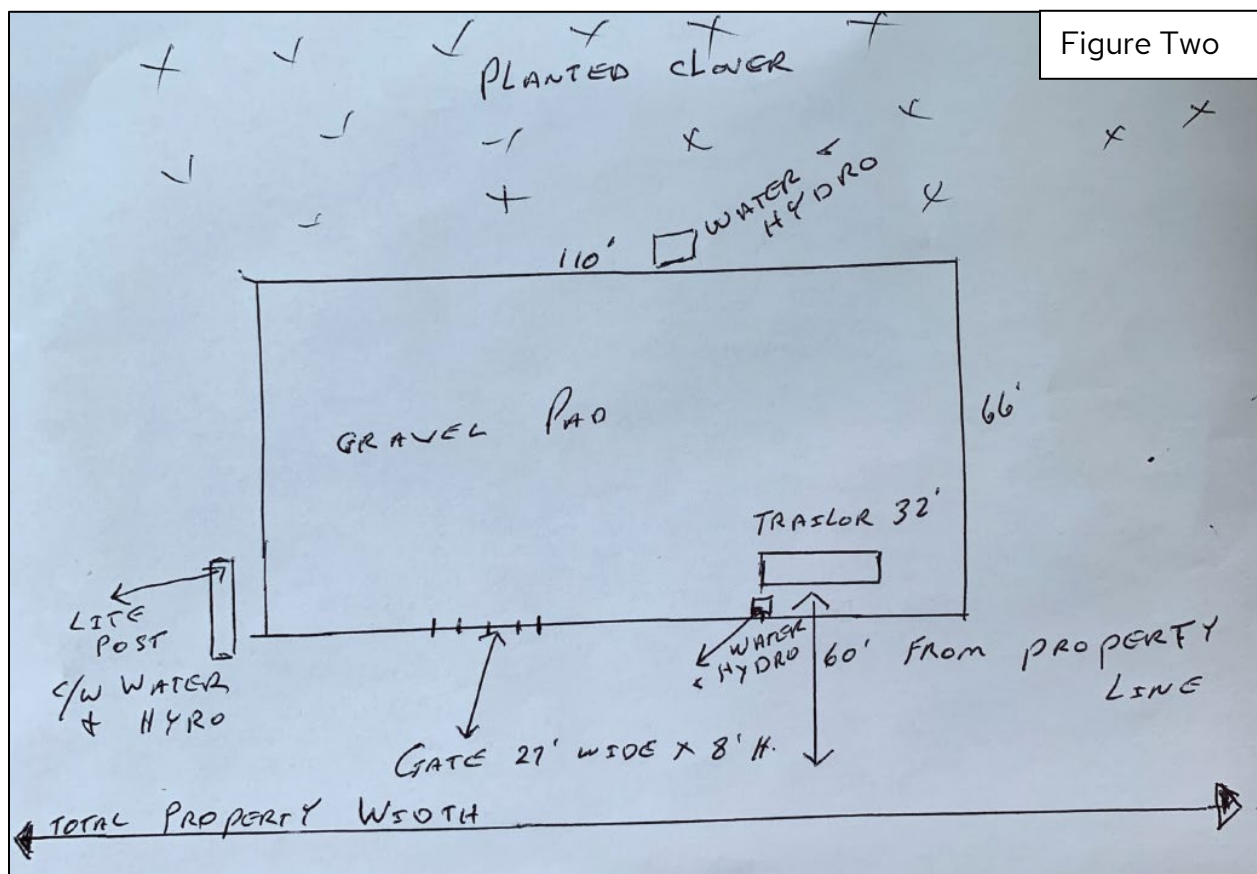 Figure Two
PLANTED CLOVER
WATER &
HYDRO
110'
66'
GRAVEL PAD
TRAILOR 32'
LITE
POST
C/W WATER
& HYRO
WATER
& HYDRO
60' FROM PROPERTY
LINE
GATE 27' WIDE X 8' H.
TOTAL PROPERTY WIDTH